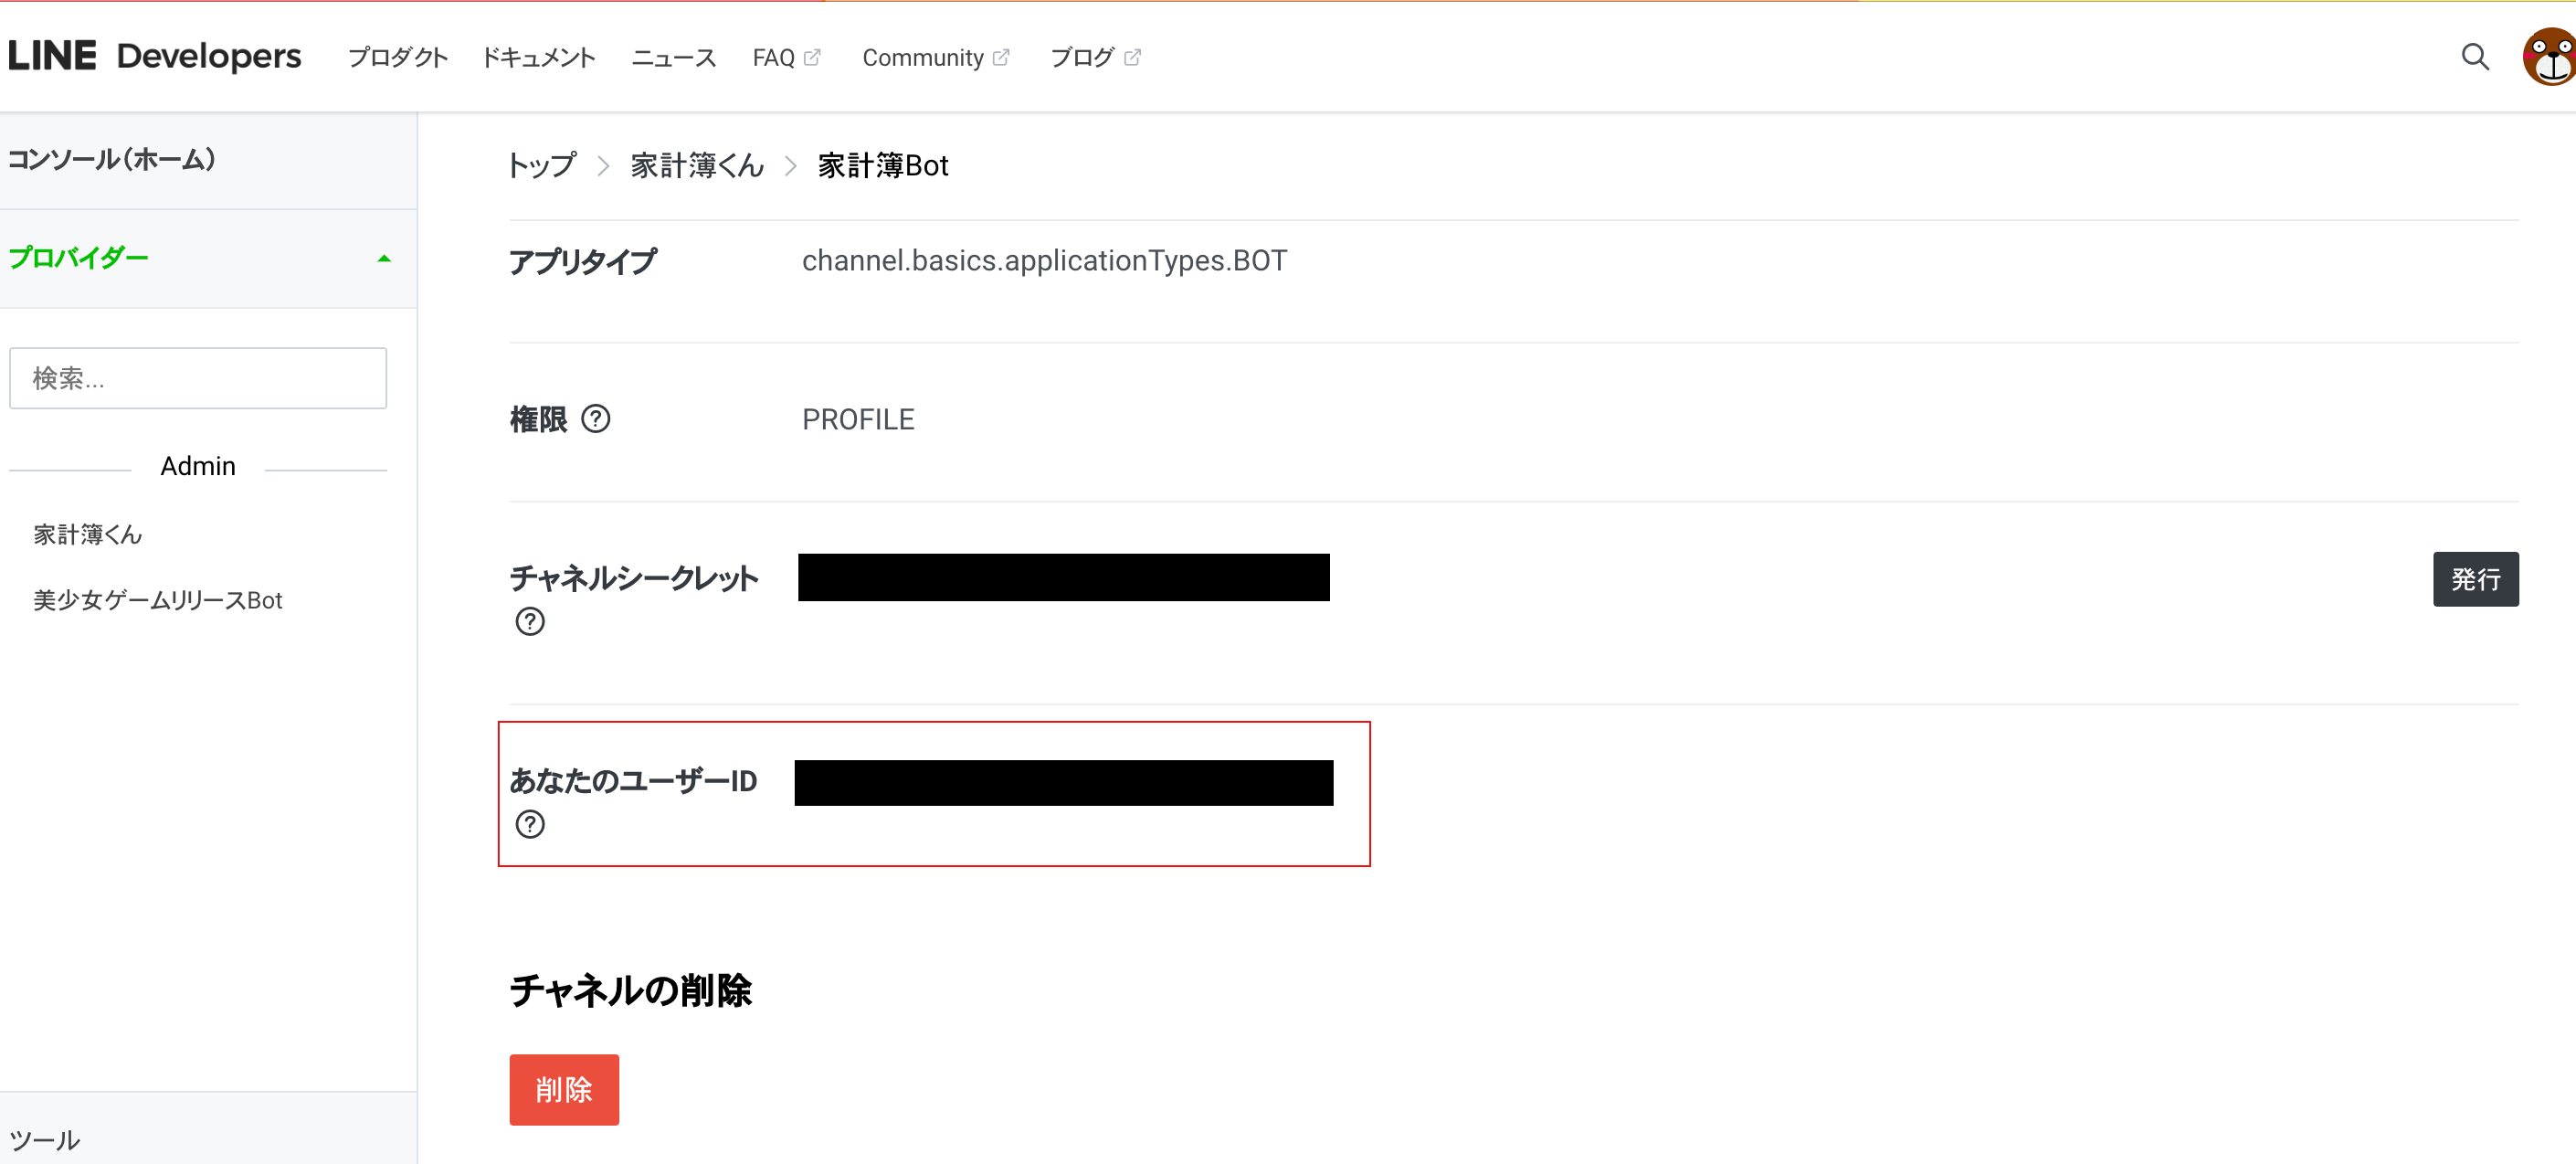 LINE Developers プロダクト ドキュメント ニュース FAQ Community ブログ
コンソール(ホーム)
プロバイダー
検索...
Admin
家計簿くん
美少女ゲームリリースBot
ツール
トップ > 家計簿くん > 家計簿Bot
アプリタイプ channel.basics.applicationTypes.BOT
権限 ? PROFILE
チャネルシークレット
?
発行
あなたのユーザーID
?
チャネルの削除
削除